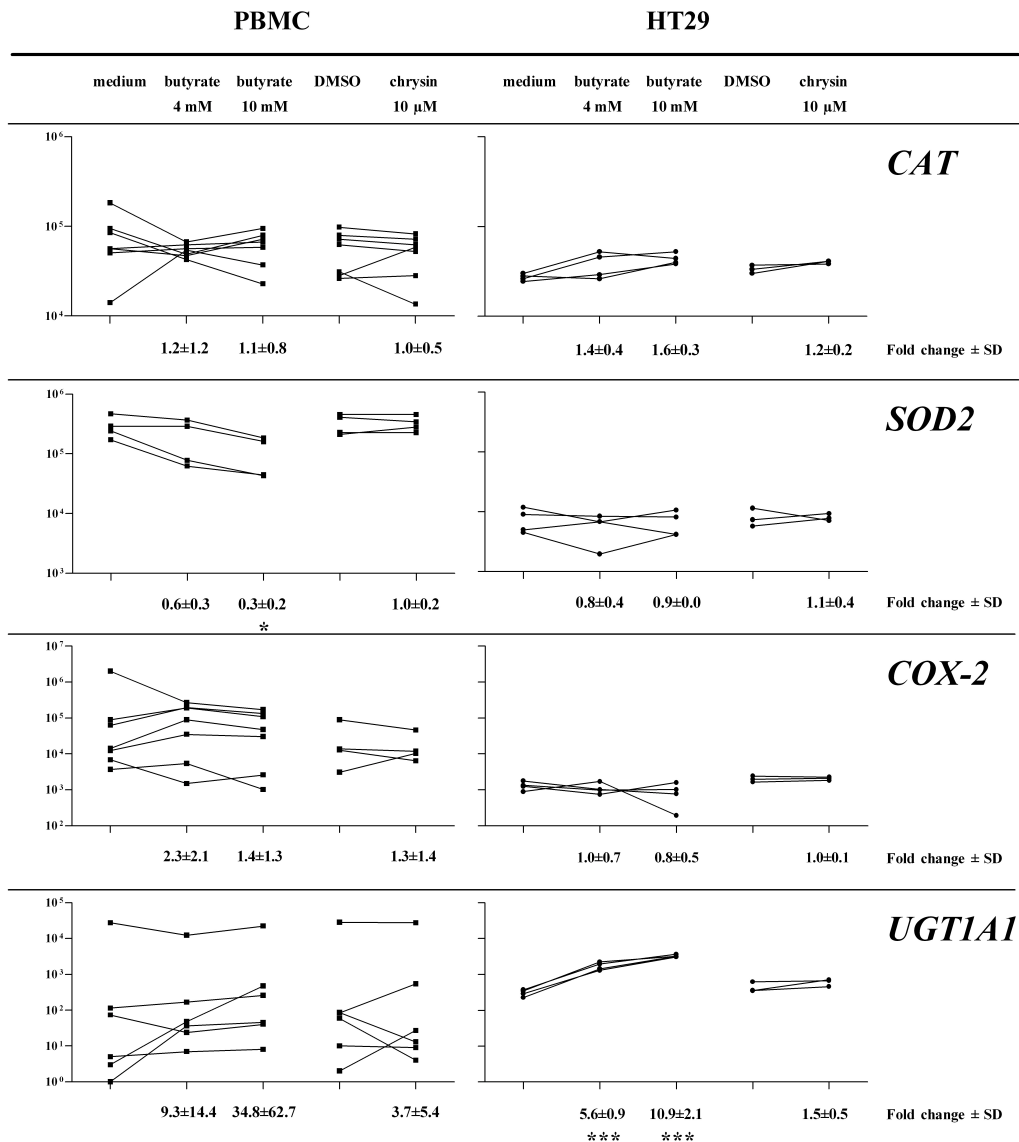 PBMC HT29
medium butyrate butyrate DMSO chrysin medium butyrate butyrate DMSO chrysin
4 mM 10 mM 10 µM 4 mM 10 mM 10 µM
10⁶
CAT
10⁵
10⁴
1.2±1.2 1.1±0.8 1.0±0.5 1.4±0.4 1.6±0.3 1.2±0.2 Fold change ± SD
10⁶
SOD2
10⁵
10⁴
10³
0.6±0.3 0.3±0.2 1.0±0.2 0.8±0.4 0.9±0.0 1.1±0.4 Fold change ± SD
*
10⁷
COX-2
10⁶
10⁵
10⁴
10³
10²
2.3±2.1 1.4±1.3 1.3±1.4 1.0±0.7 0.8±0.5 1.0±0.1 Fold change ± SD
10⁵
UGT1A1
10⁴
10³
10²
10¹
10⁰
9.3±14.4 34.8±62.7 3.7±5.4 5.6±0.9 10.9±2.1 1.5±0.5 Fold change ± SD
*** ***